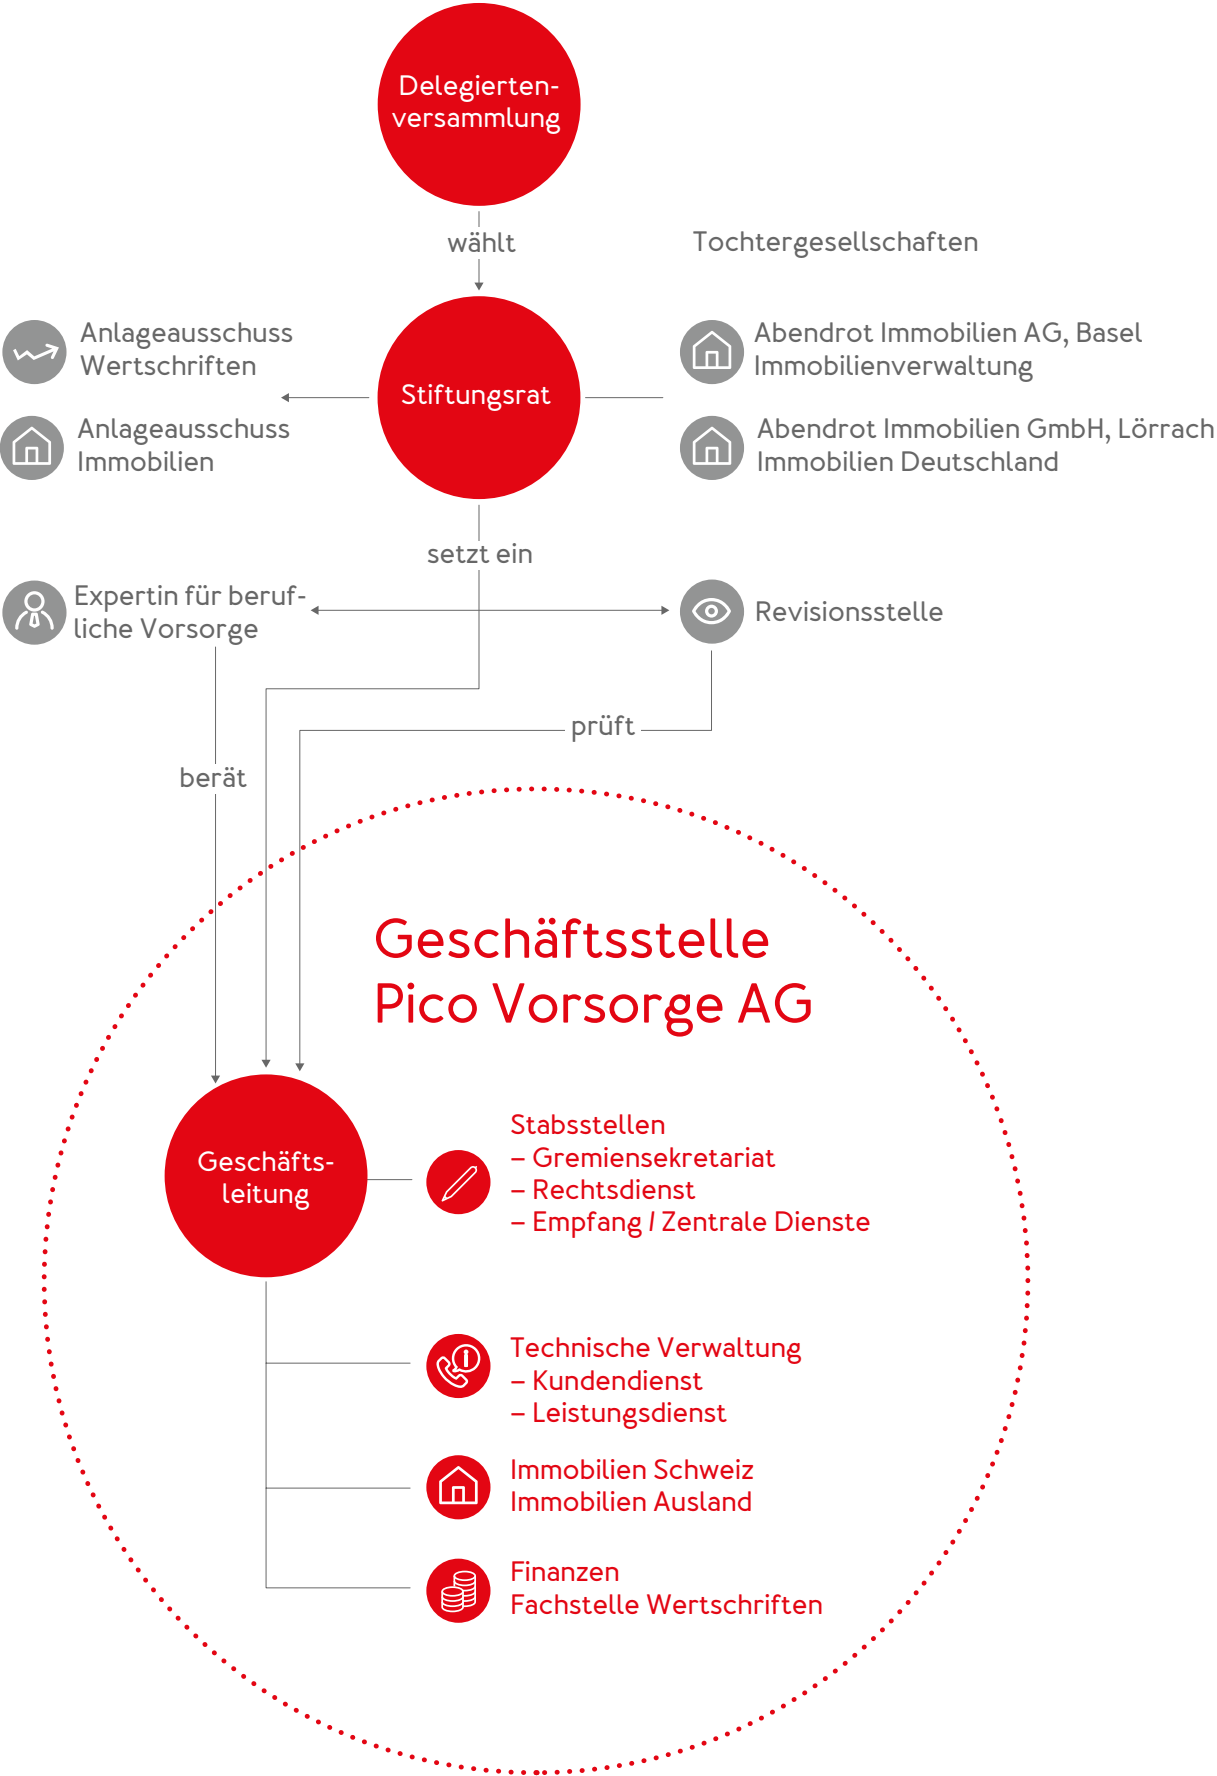 Delegierten-
versammlung
wählt
Tochtergesellschaften
Anlageausschuss
Wertschriften
Anlageausschuss
Immobilien
Stiftungsrat
Abendrot Immobilien AG, Basel
Immobilienverwaltung
Abendrot Immobilien GmbH, Lörrach
Immobilien Deutschland
setzt ein
Expertin für beruf-
liche Vorsorge
Revisionsstelle
prüft
berät
Geschäftsstelle
Pico Vorsorge AG
Geschäfts-
leitung
Stabsstellen
– Gremiensekretariat
– Rechtsdienst
– Empfang / Zentrale Dienste
Technische Verwaltung
– Kundendienst
– Leistungsdienst
Immobilien Schweiz
Immobilien Ausland
Finanzen
Fachstelle Wertschriften